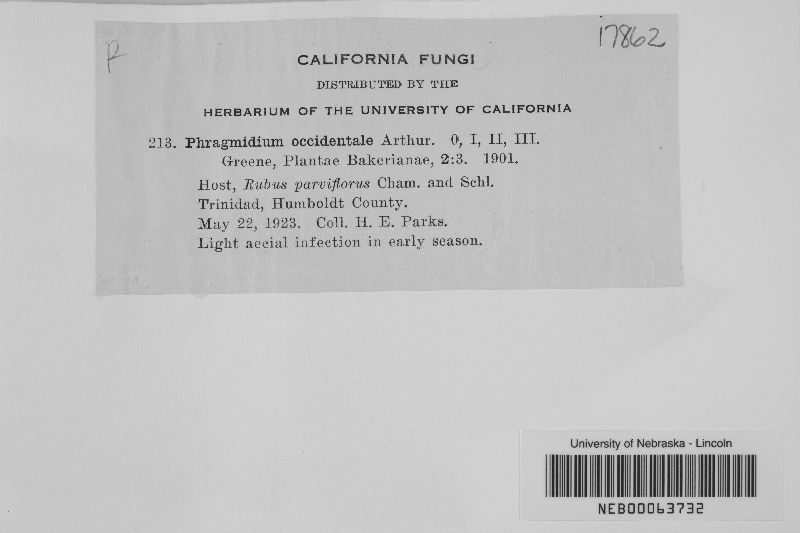 17862
CALIFORNIA FUNGI
DISTRIBUTED BY THE
HERBARIUM OF THE UNIVERSITY OF CALIFORNIA
213. Phragmidium occidentale Arthur. 0, I, II, III.
Greene, Plantae Bakerianae, 2:3. 1901.
Host, Rubus parviflorus Cham. and Schl.
Trinidad, Humboldt County.
May 22, 1923. Coll. H. E. Parks.
Light aecial infection in early season.
University of Nebraska - Lincoln
NEB00063732